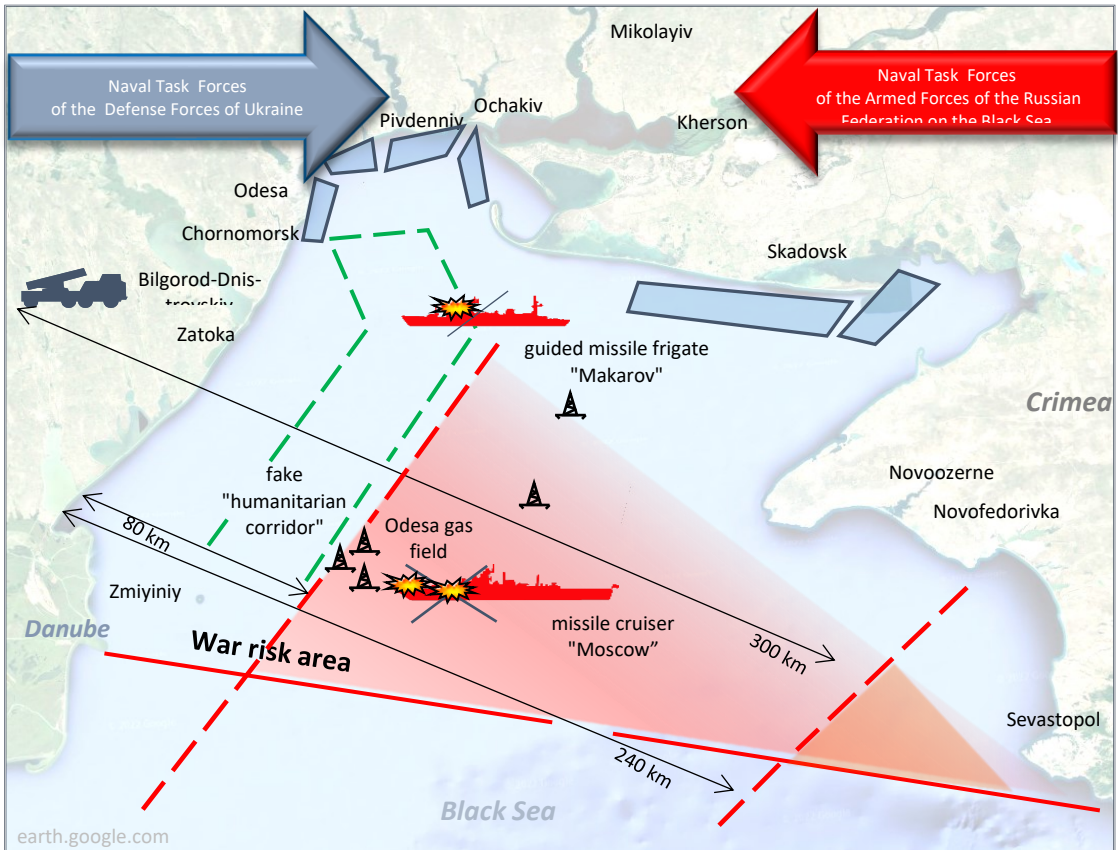 Mikolayiv
Naval Task Forces
of the Defense Forces of Ukraine
Naval Task Forces
of the Armed Forces of the Russian
Federation on the Black Sea
Ochakiv
Pivdenniy
Kherson
Odesa
Chornomorsk
Skadovsk
Bilgorod-Dnis-
trovskiy
Zatoka
guided missile frigate
"Makarov"
Crimea
fake
"humanitarian
corridor"
Novoozerne
Novofedorivka
80 km
Odesa gas
field
Zmiyiniy
Danube
War risk area
missile cruiser
"Moscow”
300 km
Sevastopol
240 km
Black Sea
earth.google.com